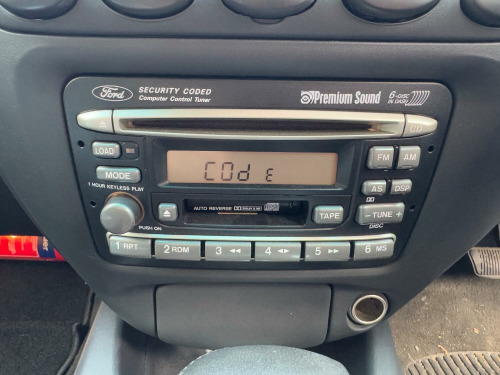 Ford
SECURITY CODED
Computer Control Tuner
Premium Sound
6-DISC IN DASH
CD
LOAD
MODE
1 HOUR KEYLESS PLAY
COdE
FM
AM
AS
DSP
AUTO REVERSE
TAPE
− TUNE +
DISC
PUSH ON
1 RPT
2 RDM
3 ◄◄
4 ◄►
5 ►►
6 MS